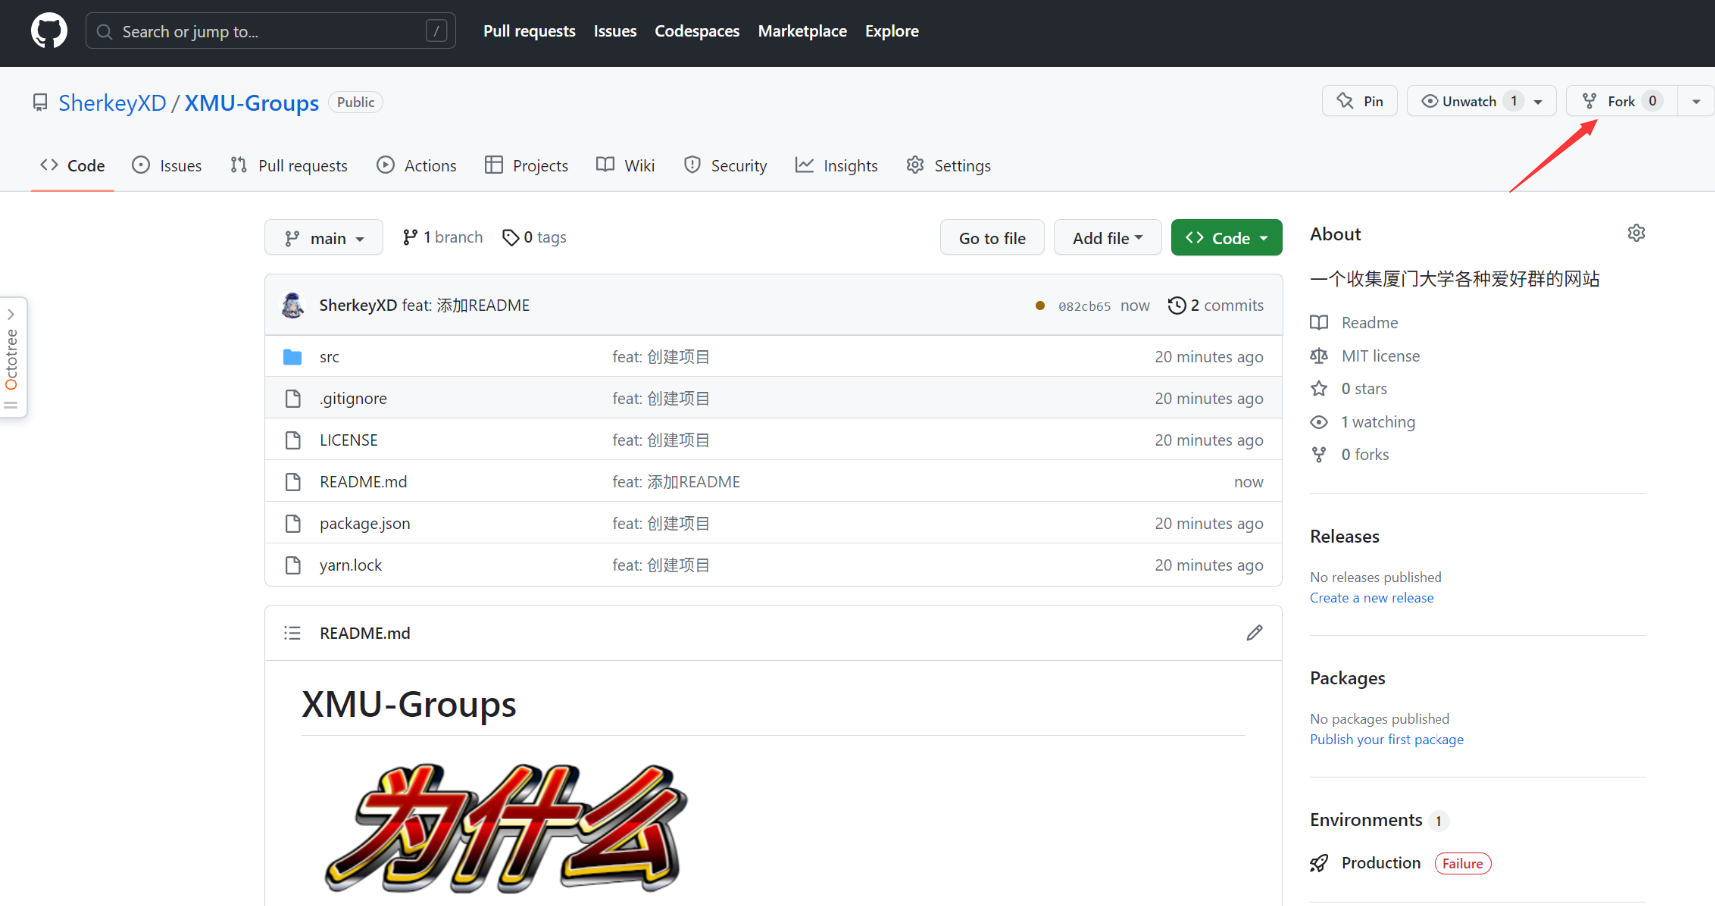 Search or jump to... /
Pull requests Issues Codespaces Marketplace Explore
SherkeyXD / XMU-Groups Public
Pin Unwatch 1 Fork 0
Code Issues Pull requests Actions Projects Wiki Security Insights Settings
main 1 branch 0 tags Go to file Add file Code
SherkeyXD feat: 添加README 082cb65 now 2 commits
src feat: 创建项目 20 minutes ago
.gitignore feat: 创建项目 20 minutes ago
LICENSE feat: 创建项目 20 minutes ago
README.md feat: 添加README now
package.json feat: 创建项目 20 minutes ago
yarn.lock feat: 创建项目 20 minutes ago
README.md
XMU-Groups
为什么
About
一个收集厦门大学各种爱好群的网站
Readme
MIT license
0 stars
1 watching
0 forks
Releases
No releases published
Create a new release
Packages
No packages published
Publish your first package
Environments 1
Production Failure
Octotree